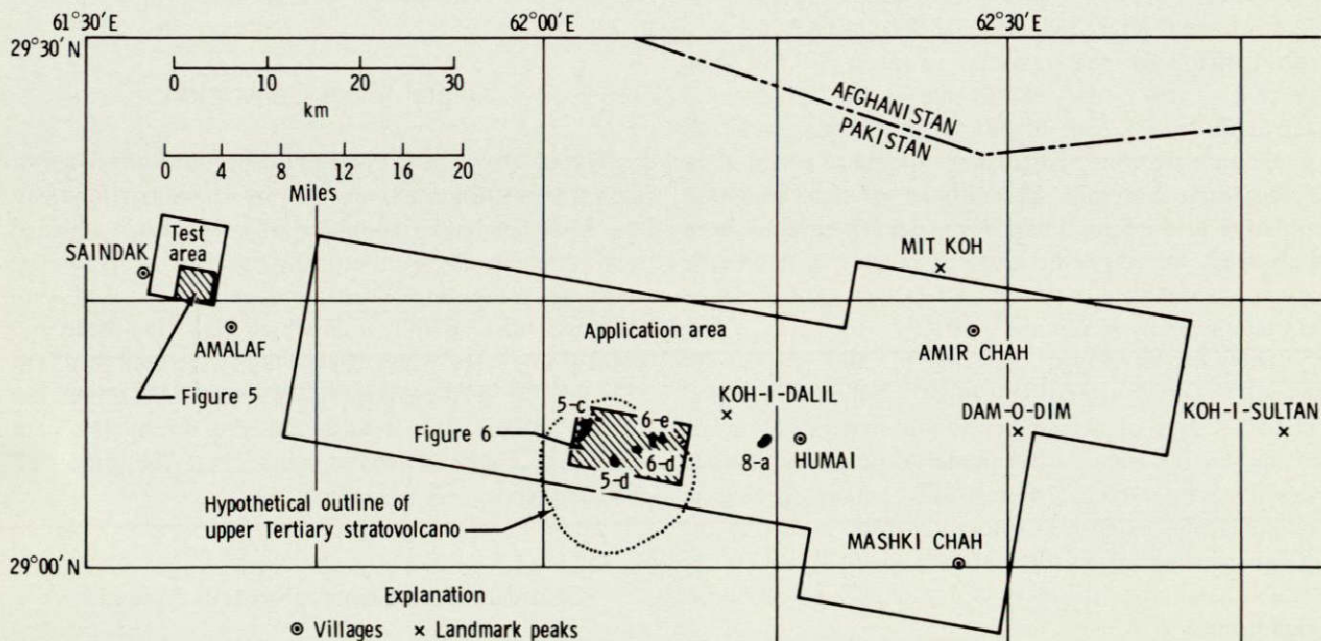 61°30′E 62°00′E 62°30′E
29°30′N
0 10 20 30
km
AFGHANISTAN
PAKISTAN
0 4 8 12 16 20
Miles
Test
area
SAINDAK
MIT KOH
Application area
AMALAF
AMIR CHAH
Figure 5
KOH-I-DALIL
DAM-O-DIM
KOH-I-SULTAN
5-c
6-e
Figure 6
6-d
5-d
8-a
HUMAI
Hypothetical outline of
upper Tertiary stratovolcano
MASHKI CHAH
29°00′N
Explanation
⊙ Villages × Landmark peaks